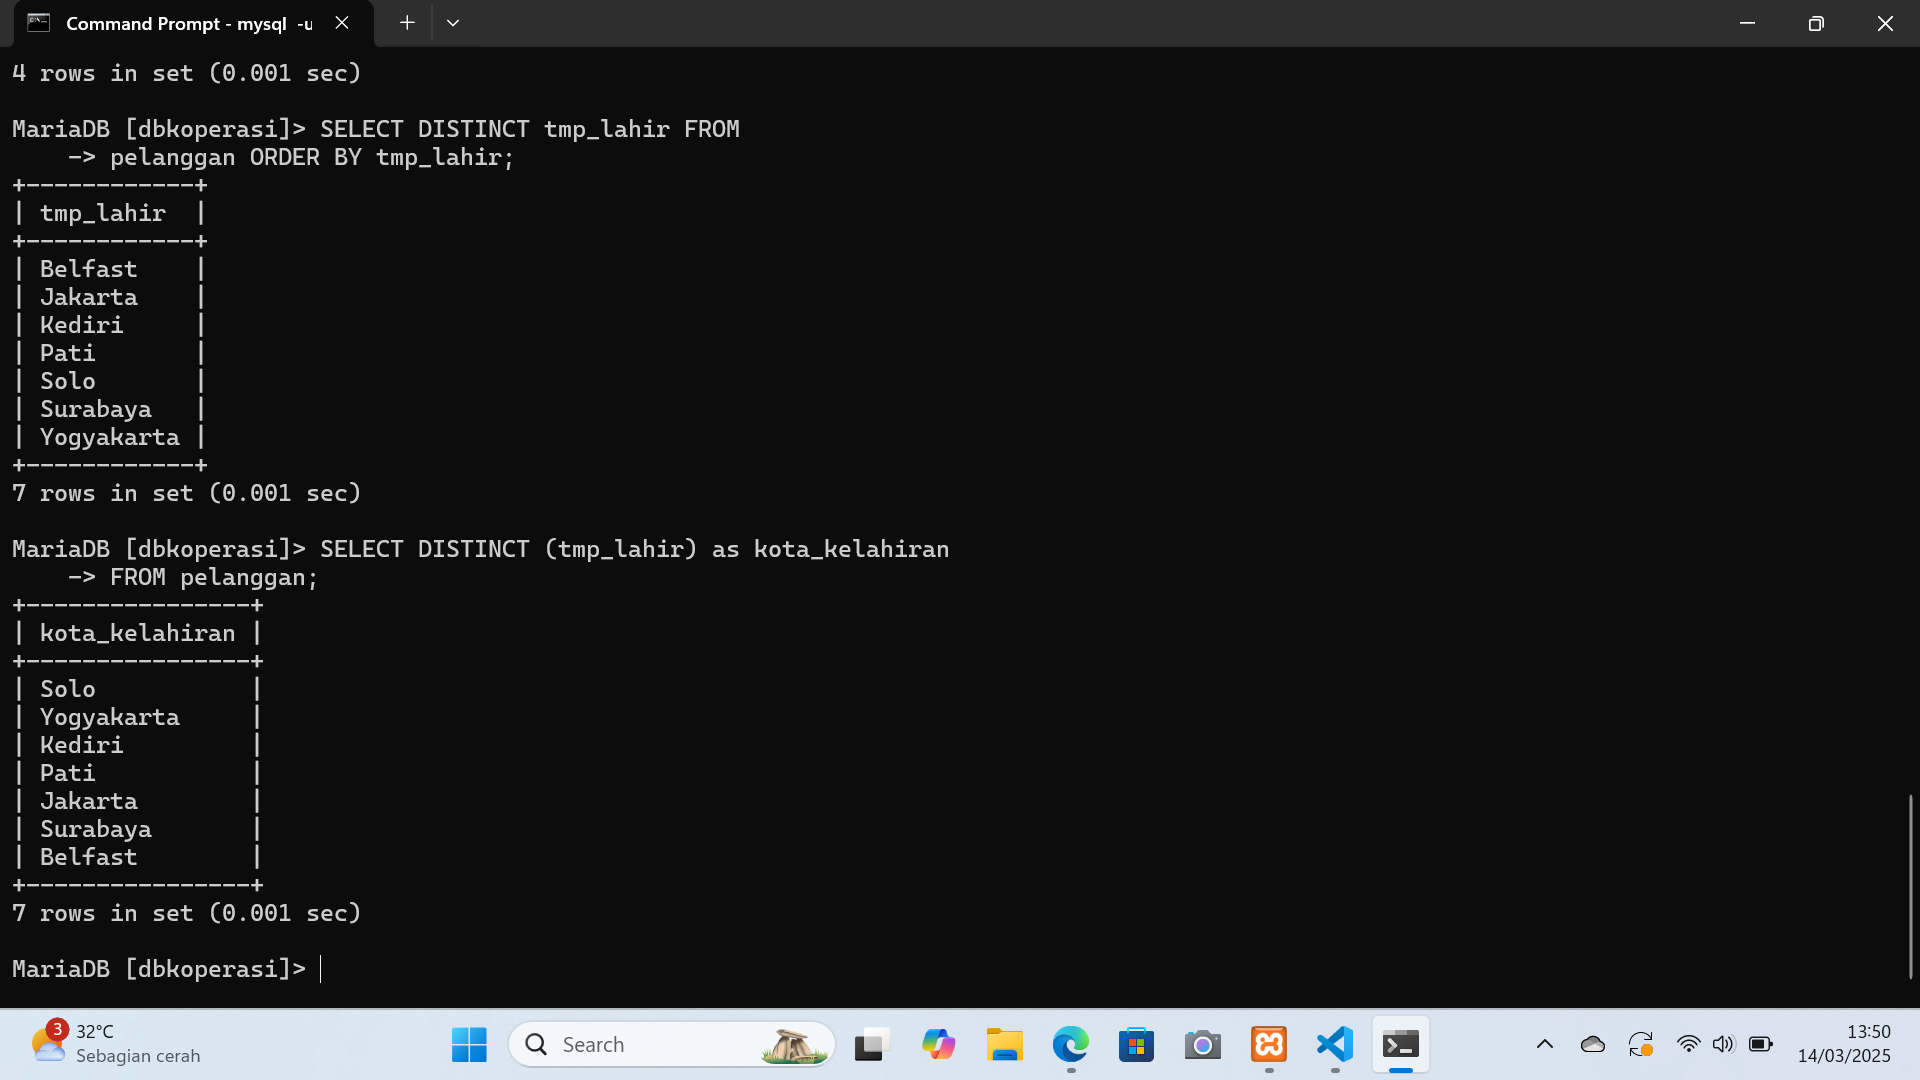 Command Prompt - mysql -u
4 rows in set (0.001 sec)
MariaDB [dbkoperasi]> SELECT DISTINCT tmp_lahir FROM
    -> pelanggan ORDER BY tmp_lahir;
+------------+
| tmp_lahir  |
+------------+
| Belfast    |
| Jakarta    |
| Kediri     |
| Pati       |
| Solo       |
| Surabaya   |
| Yogyakarta |
+------------+
7 rows in set (0.001 sec)
MariaDB [dbkoperasi]> SELECT DISTINCT (tmp_lahir) as kota_kelahiran
    -> FROM pelanggan;
+----------------+
| kota_kelahiran |
+----------------+
| Solo           |
| Yogyakarta     |
| Kediri         |
| Pati           |
| Jakarta        |
| Surabaya       |
| Belfast        |
+----------------+
7 rows in set (0.001 sec)
MariaDB [dbkoperasi]>
3
32°C
Sebagian cerah
Search
13:50
14/03/2025